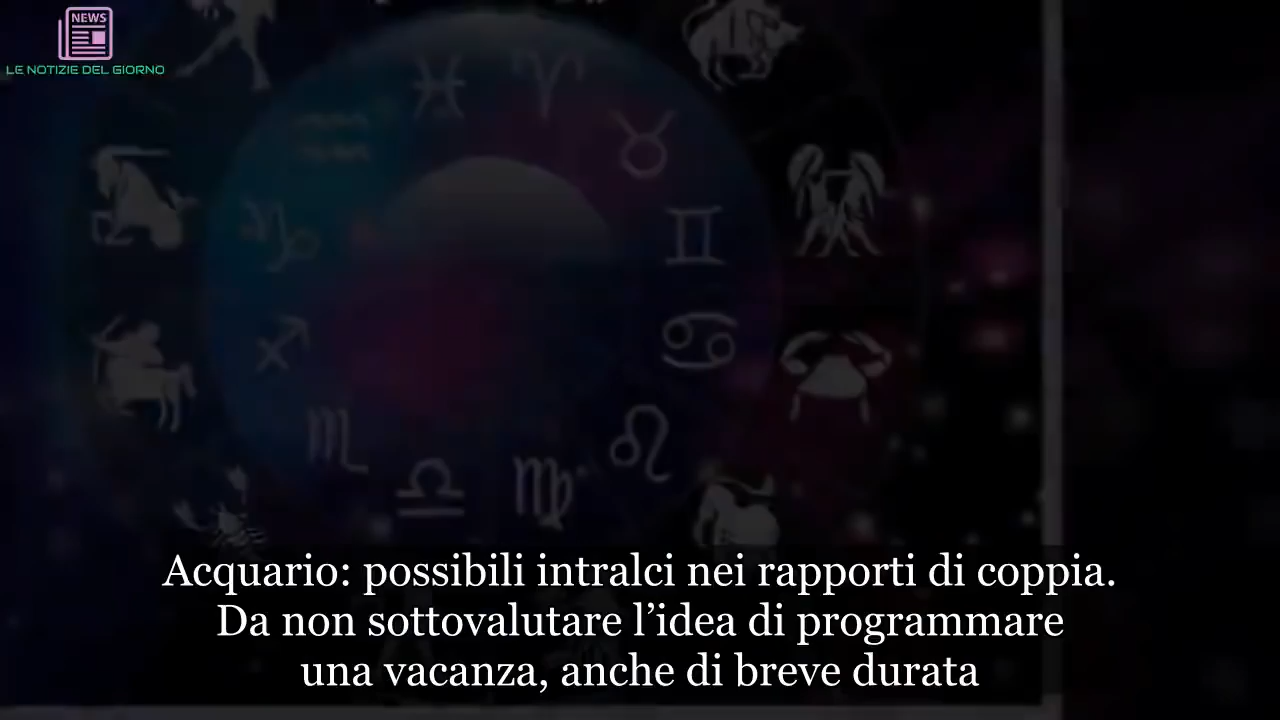 NEWS
LE NOTIZIE DEL GIORNO
Acquario: possibili intralci nei rapporti di coppia.
Da non sottovalutare l’idea di programmare
una vacanza, anche di breve durata